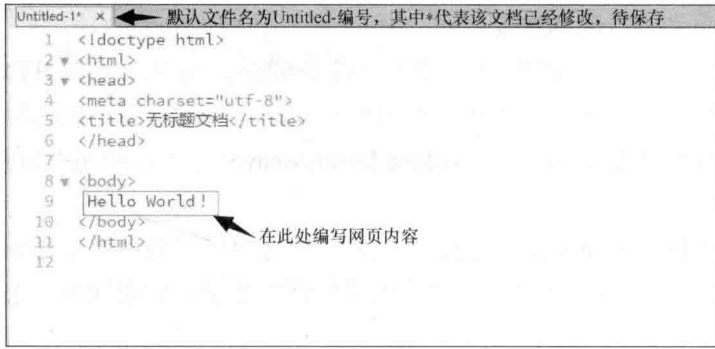 Untitled-1* × 默认文件名为Untitled-编号，其中*代表该文档已经修改，待保存
1 <!doctype html>
2 ▼ <html>
3 ▼ <head>
4 <meta charset="utf-8">
5 <title>无标题文档</title>
6 </head>
7
8 ▼ <body>
9 Hello World！
10 </body>
在此处编写网页内容
11 </html>
12